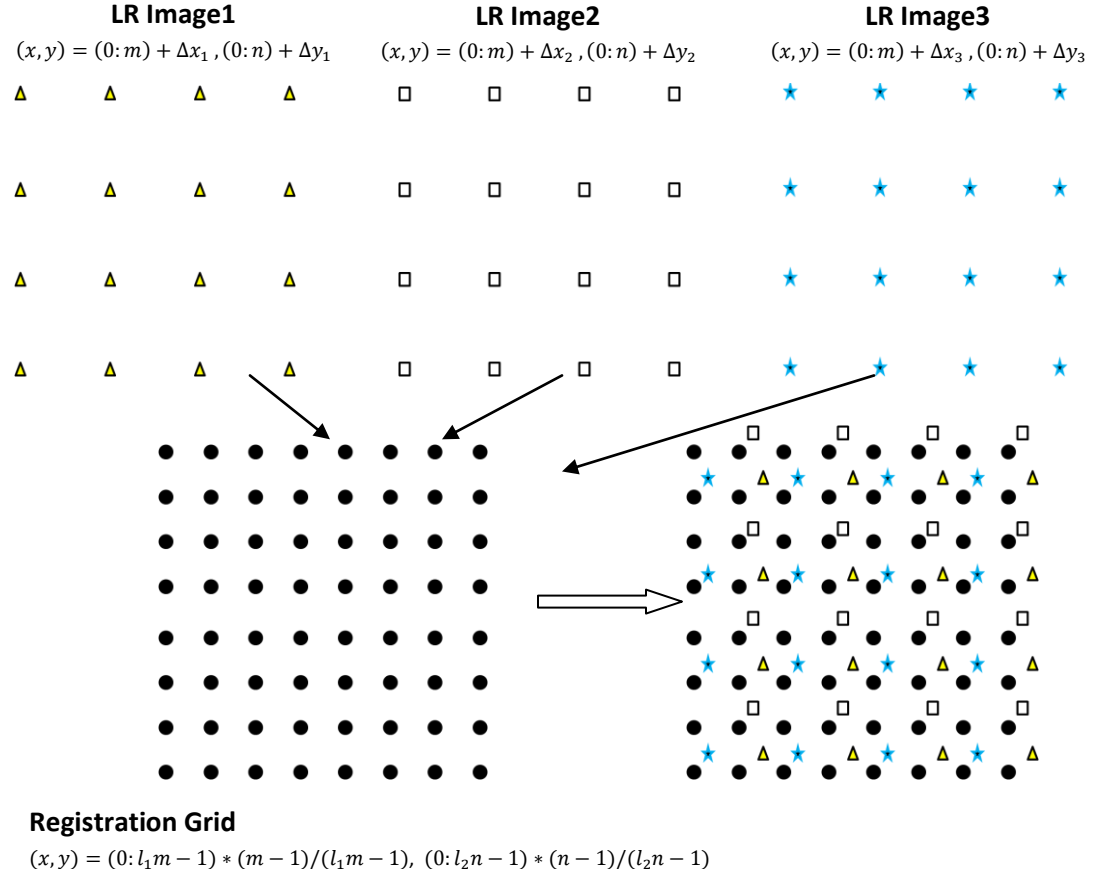 LR Image1
LR Image2
LR Image3
(x, y) = (0: m) + Δx₁ , (0: n) + Δy₁
(x, y) = (0: m) + Δx₂ , (0: n) + Δy₂
(x, y) = (0: m) + Δx₃ , (0: n) + Δy₃
Registration Grid
(x, y) = (0: l₁m − 1) ∗ (m − 1)/(l₁m − 1), (0: l₂n − 1) ∗ (n − 1)/(l₂n − 1)